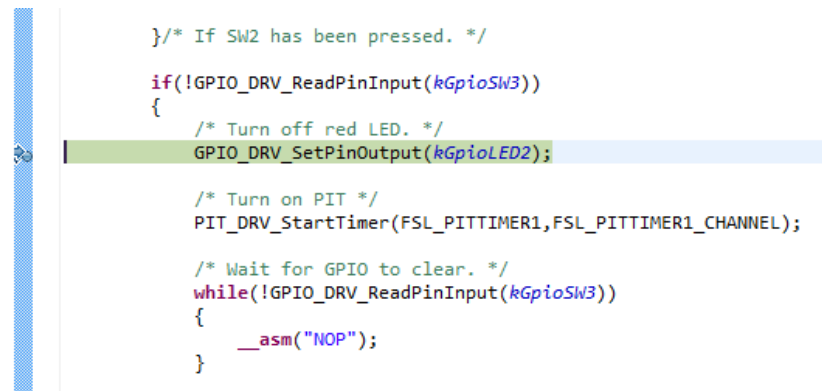 }/* If SW2 has been pressed. */
if(!GPIO_DRV_ReadPinInput(kGpioSW3))
{
/* Turn off red LED. */
GPIO_DRV_SetPinOutput(kGpioLED2);
/* Turn on PIT */
PIT_DRV_StartTimer(FSL_PITTIMER1,FSL_PITTIMER1_CHANNEL);
/* Wait for GPIO to clear. */
while(!GPIO_DRV_ReadPinInput(kGpioSW3))
{
__asm("NOP");
}